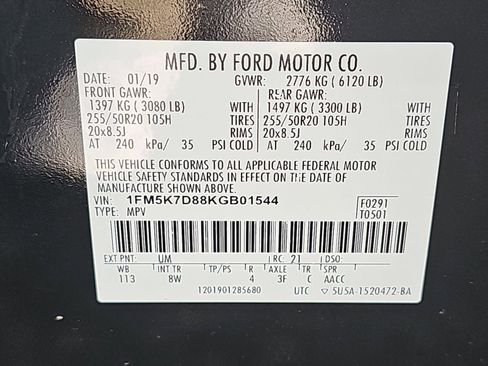 MFD. BY FORD MOTOR CO.
DATE: 01/19 GVWR: 2776 KG ( 6120 LB)
FRONT GAWR: REAR GAWR:
1397 KG ( 3080 LB) WITH 1497 KG ( 3300 LB) WITH
255/50R20 105H TIRES 255/50R20 105H TIRES
20x8.5J RIMS 20x8.5J RIMS
AT 240 kPa/ 35 PSI COLD AT 240 kPa/ 35 PSI COLD
THIS VEHICLE CONFORMS TO ALL APPLICABLE FEDERAL MOTOR
VEHICLE SAFETY STANDARDS IN EFFECT ON THE DATE OF
MANUFACTURE SHOWN ABOVE.
VIN: 1FM5K7D88KGB01544 F0291
TYPE: MPV T0501
EXT PNT: UM RC: 21 DSO:
WB INT TR TP/PS R AXLE TR SPR
113 8W 4 3F C AACC
1201901285680 UTC ▽ 5U5A-1520472-BA